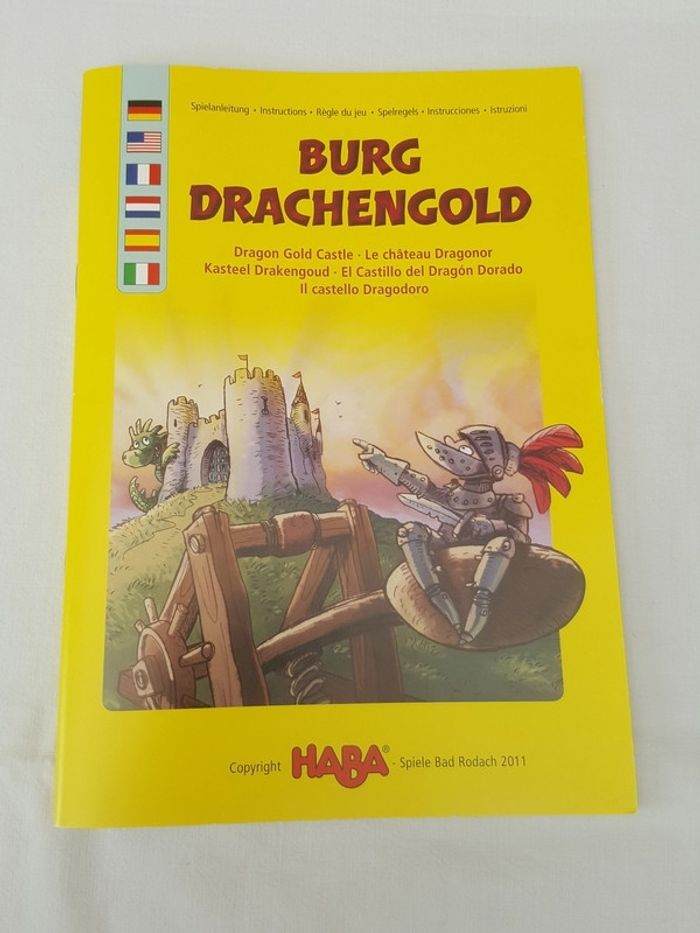 Spielanleitung • Instructions • Règle du jeu • Spelregels • Instrucciones • Istruzioni
BURG
DRACHENGOLD
Dragon Gold Castle · Le château Dragonor
Kasteel Drakengoud · El Castillo del Dragón Dorado
Il castello Dragodoro
Copyright HABA® - Spiele Bad Rodach 2011